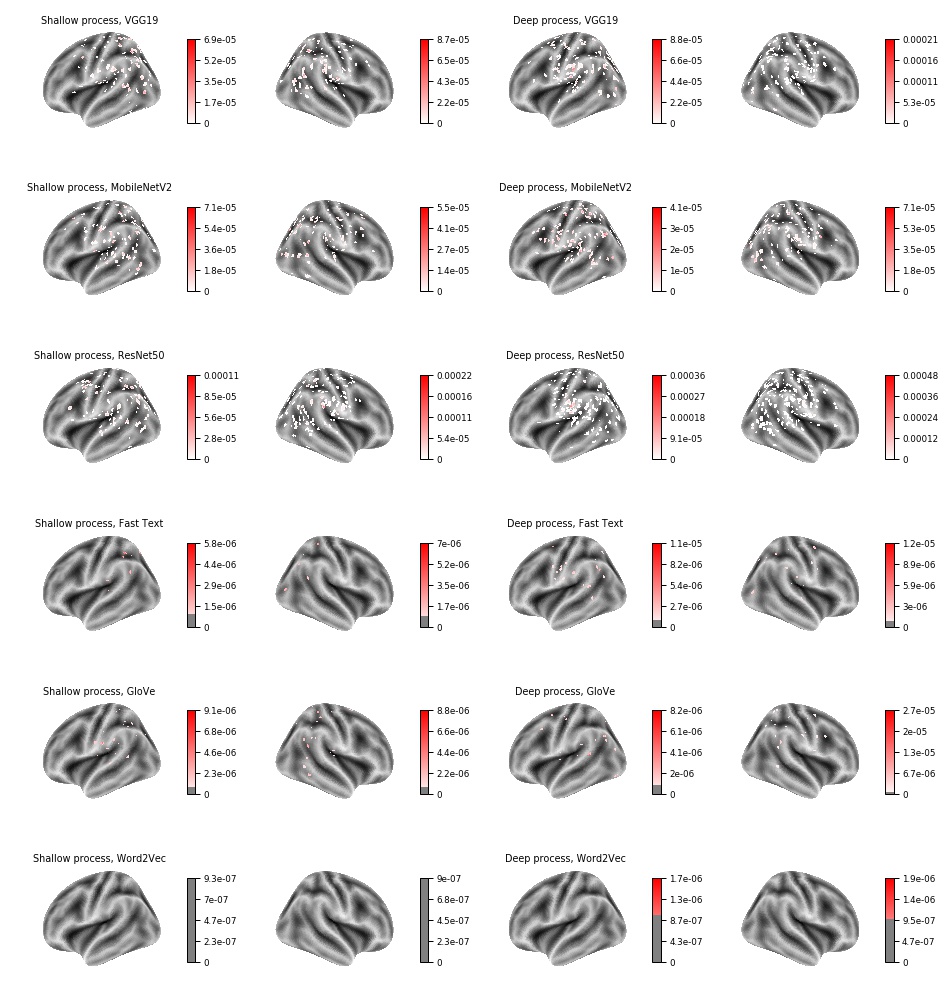 Shallow process, VGG19
6.9e-05
5.2e-05
3.5e-05
1.7e-05
0
8.7e-05
6.5e-05
4.3e-05
2.2e-05
0
Deep process, VGG19
8.8e-05
6.6e-05
4.4e-05
2.2e-05
0
0.00021
0.00016
0.00011
5.3e-05
0
Shallow process, MobileNetV2
7.1e-05
5.4e-05
3.6e-05
1.8e-05
0
5.5e-05
4.1e-05
2.7e-05
1.4e-05
0
Deep process, MobileNetV2
4.1e-05
3e-05
2e-05
1e-05
0
7.1e-05
5.3e-05
3.5e-05
1.8e-05
0
Shallow process, ResNet50
0.00011
8.5e-05
5.6e-05
2.8e-05
0
0.00022
0.00016
0.00011
5.4e-05
0
Deep process, ResNet50
0.00036
0.00027
0.00018
9.1e-05
0
0.00048
0.00036
0.00024
0.00012
0
Shallow process, Fast Text
5.8e-06
4.4e-06
2.9e-06
1.5e-06
0
7e-06
5.2e-06
3.5e-06
1.7e-06
0
Deep process, Fast Text
1.1e-05
8.2e-06
5.4e-06
2.7e-06
0
1.2e-05
8.9e-06
5.9e-06
3e-06
0
Shallow process, GloVe
9.1e-06
6.8e-06
4.6e-06
2.3e-06
0
8.8e-06
6.6e-06
4.4e-06
2.2e-06
0
Deep process, GloVe
8.2e-06
6.1e-06
4.1e-06
2e-06
0
2.7e-05
2e-05
1.3e-05
6.7e-06
0
Shallow process, Word2Vec
9.3e-07
7e-07
4.7e-07
2.3e-07
0
9e-07
6.8e-07
4.5e-07
2.3e-07
0
Deep process, Word2Vec
1.7e-06
1.3e-06
8.7e-07
4.3e-07
0
1.9e-06
1.4e-06
9.5e-07
4.7e-07
0